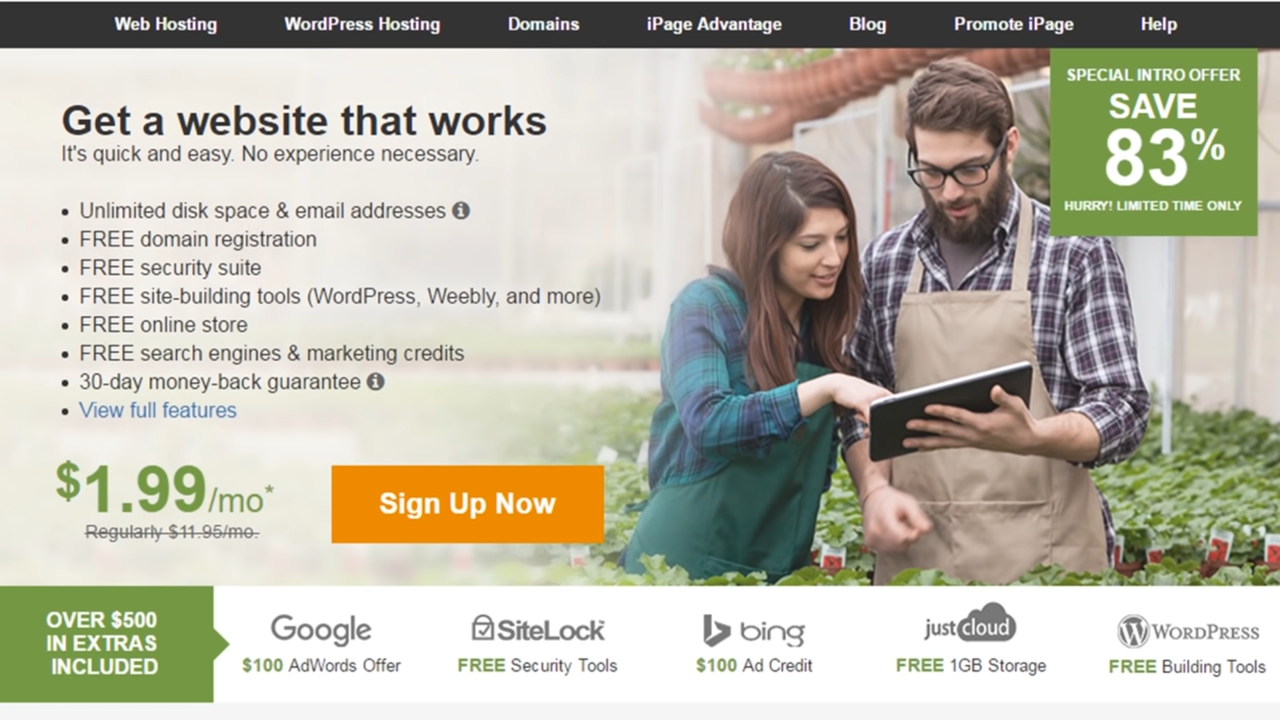 Web Hosting WordPress Hosting Domains iPage Advantage Blog Promote iPage Help
Get a website that works
It's quick and easy. No experience necessary.
Unlimited disk space & email addresses
FREE domain registration
FREE security suite
FREE site-building tools (WordPress, Weebly, and more)
FREE online store
FREE search engines & marketing credits
30-day money-back guarantee
View full features
$1.99/mo*
Regularly $11.95/mo.
Sign Up Now
SPECIAL INTRO OFFER
SAVE
83%
HURRY! LIMITED TIME ONLY
OVER $500
IN EXTRAS
INCLUDED
Google
$100 AdWords Offer
SiteLock
FREE Security Tools
bing
$100 Ad Credit
justcloud
FREE 1GB Storage
WORDPRESS
FREE Building Tools